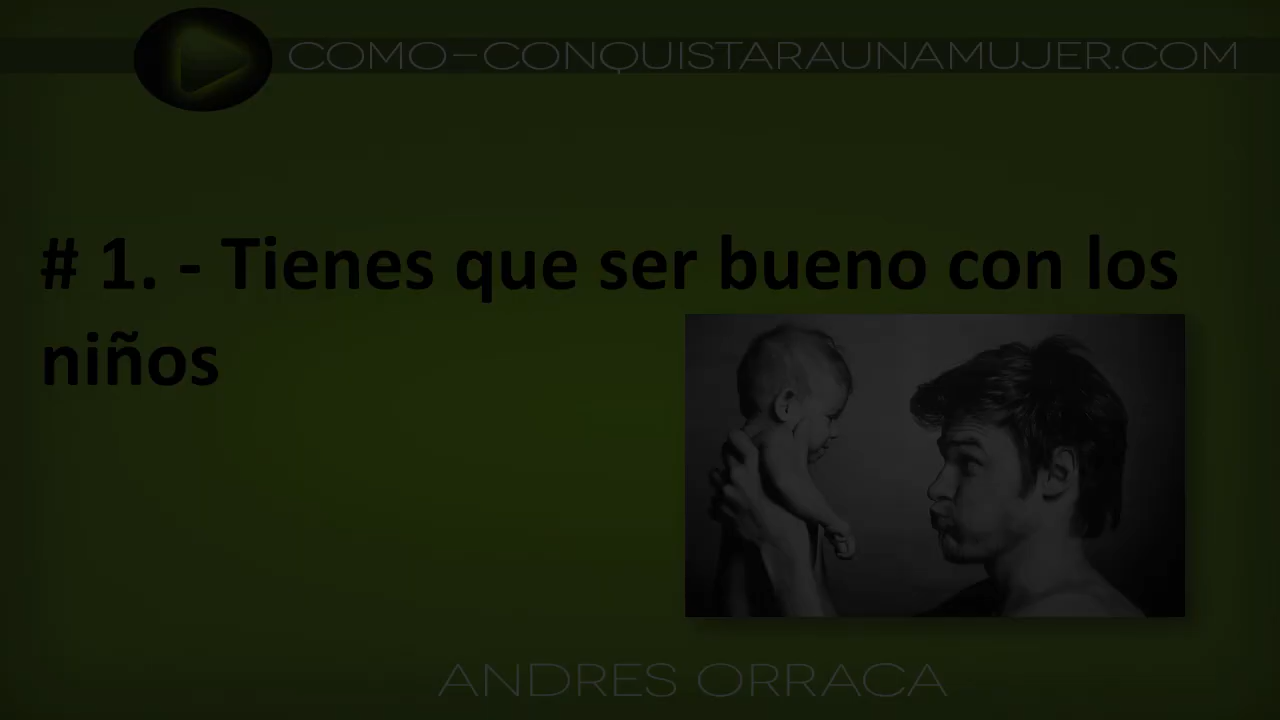 COMO-CONQUISTARAUNAMUJER.COM
# 1. - Tienes que ser bueno con los
niños
ANDRES ORRACA